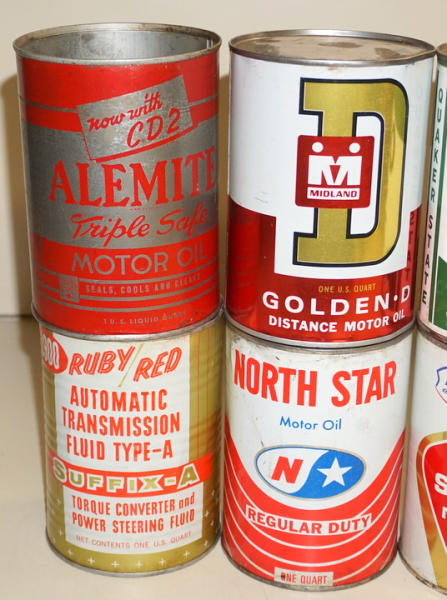 now with
CD2
ALEMITE
Triple Safe
MOTOR OIL
SEALS, COOLS AND CLEANS
1 U.S. LIQUID QUART
D
M
MIDLAND
ONE U.S. QUART
GOLDEN•D
DISTANCE MOTOR OIL
QUAKER STATE
RUBY/RED
AUTOMATIC
TRANSMISSION
FLUID TYPE-A
SUFFIX-A
TORQUE CONVERTER and
POWER STEERING FLUID
NET CONTENTS ONE U.S. QUART
NORTH STAR
Motor Oil
N
REGULAR DUTY
ONE QUART